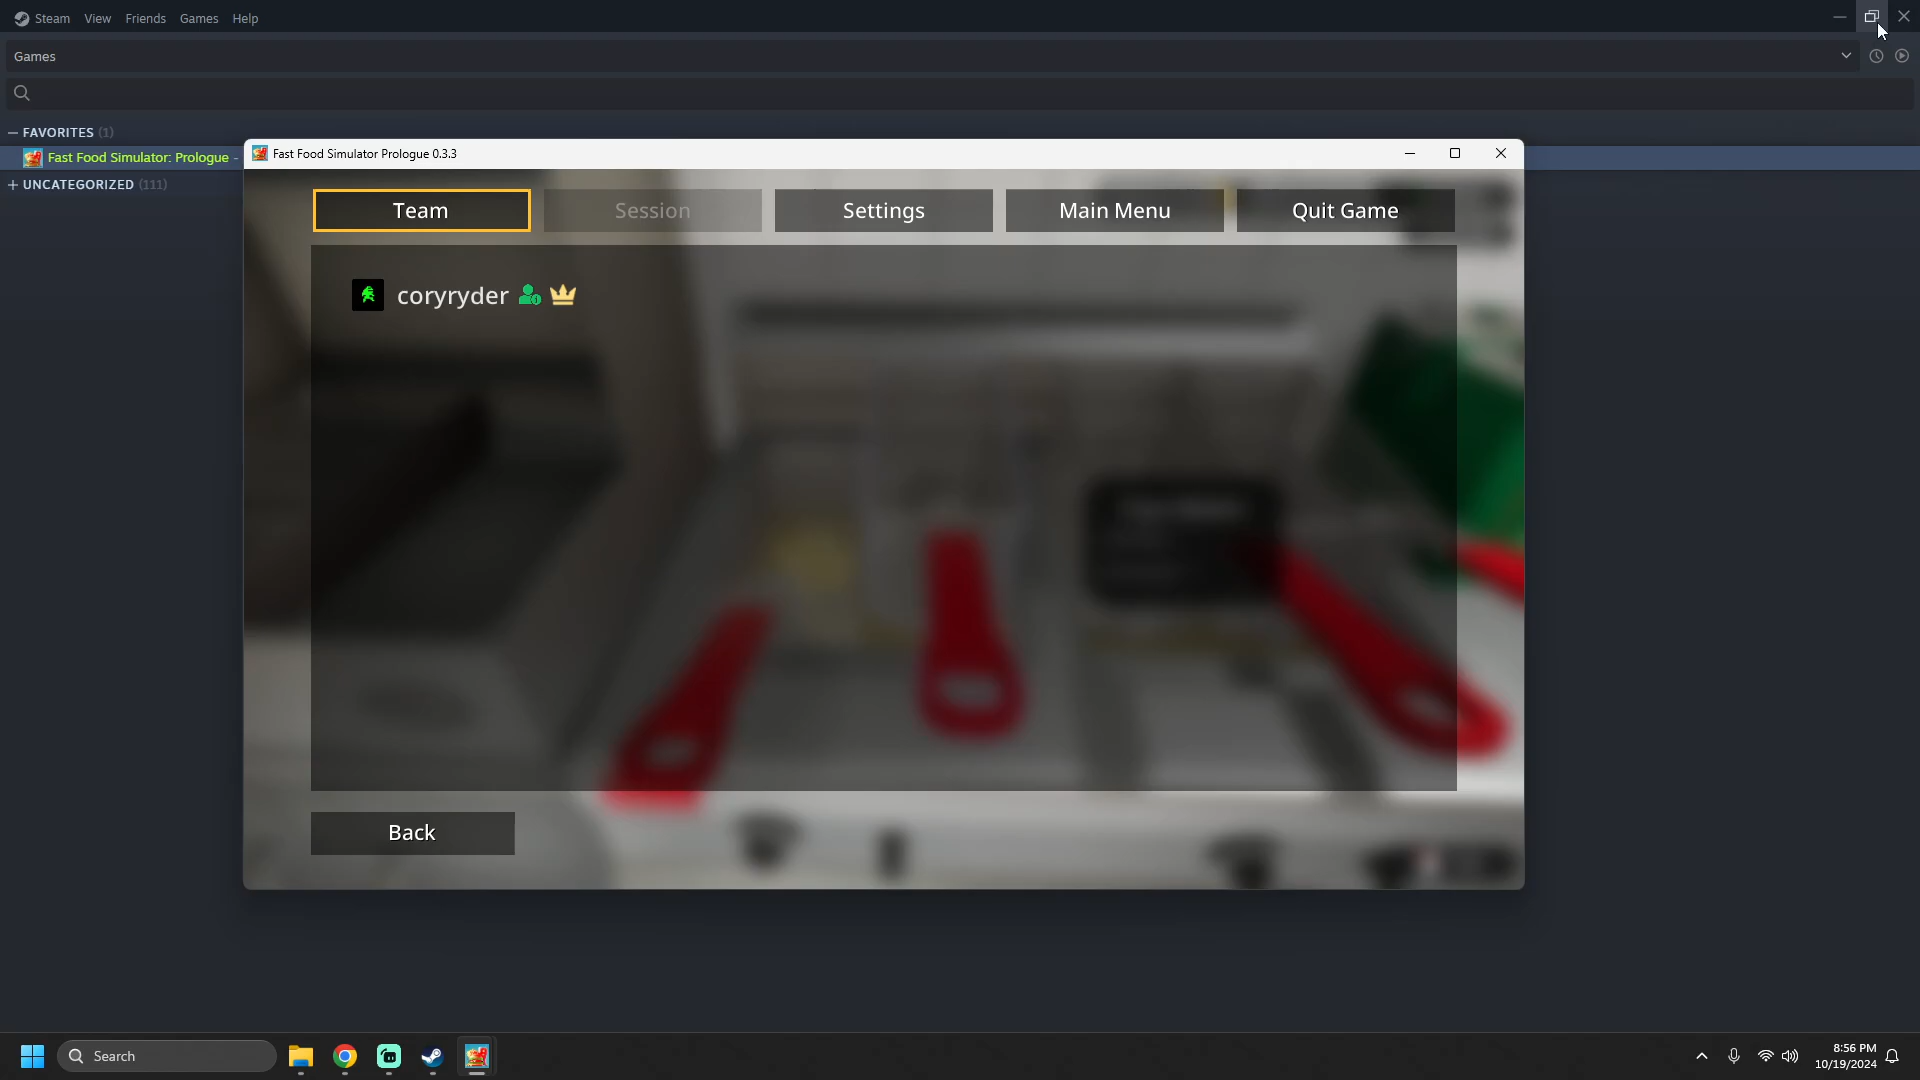 Steam View Friends Games Help
Games
FAVORITES (1)
Fast Food Simulator: Prologue -
UNCATEGORIZED (111)
Fast Food Simulator Prologue 0.3.3
Team Session Settings Main Menu Quit Game
coryryder
Back
Search
8:56 PM
10/19/2024